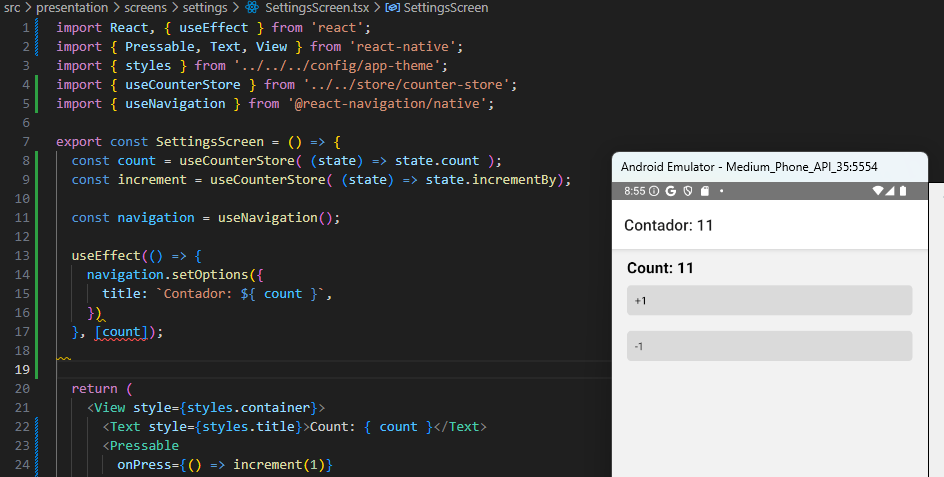 src > presentation > screens > settings > SettingsScreen.tsx > SettingsScreen
1 import React, { useEffect } from 'react';
2 import { Pressable, Text, View } from 'react-native';
3 import { styles } from '../../../config/app-theme';
4 import { useCounterStore } from '../../store/counter-store';
5 import { useNavigation } from '@react-navigation/native';
6
7 export const SettingsScreen = () => {
8 const count = useCounterStore( (state) => state.count );
9 const increment = useCounterStore( (state) => state.incrementBy);
10
11 const navigation = useNavigation();
12
13 useEffect(() => {
14 navigation.setOptions({
15 title: `Contador: ${ count }`,
16 })
17 }, [count]);
18
19
20 return (
21 <View style={styles.container}>
22 <Text style={styles.title}>Count: { count }</Text>
23 <Pressable
24 onPress={() => increment(1)}
Android Emulator - Medium_Phone_API_35:5554
8:55
Contador: 11
Count: 11
+1
-1